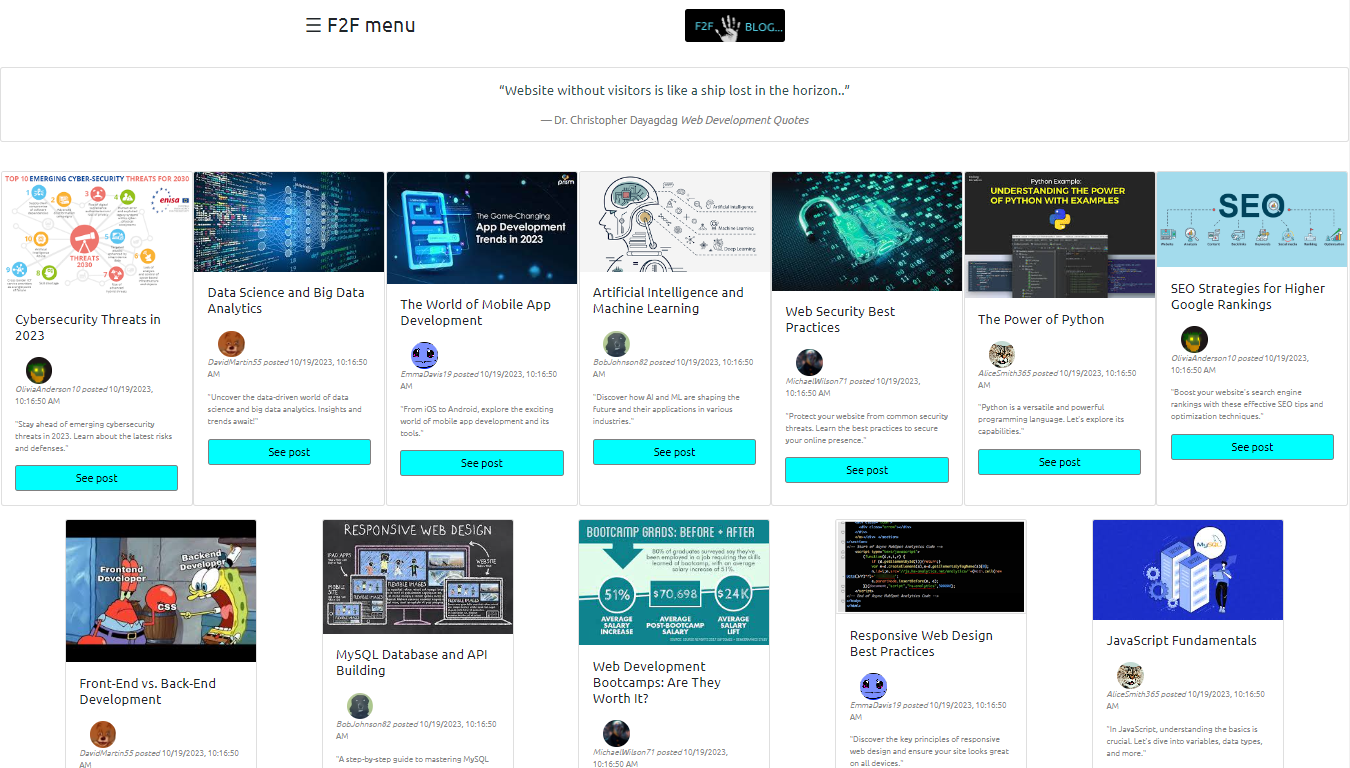 ☰ F2F menu
F2F BLOG...
“Website without visitors is like a ship lost in the horizon..”
— Dr. Christopher Dayagdag Web Development Quotes
TOP 10 EMERGING CYBER-SECURITY THREATS FOR 2030
enisa
THREATS
2030
Cybersecurity Threats in
2023
OliviaAnderson10 posted 10/19/2023,
10:16:50 AM
"Stay ahead of emerging cybersecurity
threats in 2023. Learn about the latest risks
and defenses."
See post
Data Science and Big Data
Analytics
DavidMartin55 posted 10/19/2023, 10:16:50
AM
"Uncover the data-driven world of data
science and big data analytics. Insights and
trends await!"
See post
prism
The Game-Changing
App Development
Trends in 2023
The World of Mobile App
Development
EmmaDavis19 posted 10/19/2023, 10:16:50
AM
"From iOS to Android, explore the exciting
world of mobile app development and its
tools."
See post
Artificial Intelligence
Machine Learning
Deep Learning
Artificial Intelligence and
Machine Learning
BobJohnson82 posted 10/19/2023, 10:16:50
AM
"Discover how AI and ML are shaping the
future and their applications in various
industries."
See post
Web Security Best
Practices
MichaelWilson71 posted 10/19/2023,
10:16:50 AM
"Protect your website from common security
threats. Learn the best practices to secure
your online presence."
See post
Python Example:
UNDERSTANDING THE POWER
OF PYTHON WITH EXAMPLES
The Power of Python
AliceSmith365 posted 10/19/2023, 10:16:50
AM
"Python is a versatile and powerful
programming language. Let's explore its
capabilities."
See post
SEO
SEO Strategies for Higher
Google Rankings
OliviaAnderson10 posted 10/19/2023,
10:16:50 AM
"Boost your website's search engine
rankings with these effective SEO tips and
optimization techniques."
See post
Frontend
Developer
Backend
Developer
CSS
Front-End vs. Back-End
Development
DavidMartin55 posted 10/19/2023, 10:16:50
AM
RESPONSIVE WEB DESIGN
MySQL Database and API
Building
BobJohnson82 posted 10/19/2023, 10:16:50
AM
"A step-by-step guide to mastering MySQL
BOOTCAMP GRADS: BEFORE + AFTER
80% of graduates surveyed say they've
been employed in a job requiring the skills
learned at bootcamp, with an average
salary increase of 51%.
51%
$70,698
$24K
AVERAGE
SALARY
INCREASE
AVERAGE
POST-BOOTCAMP
SALARY
AVERAGE
SALARY
LIFT
Web Development
Bootcamps: Are They
Worth It?
MichaelWilson71 posted 10/19/2023,
10:16:50 AM
Responsive Web Design
Best Practices
EmmaDavis19 posted 10/19/2023, 10:16:50
AM
"Discover the key principles of responsive
web design and ensure your site looks great
on all devices."
MySQL
JavaScript Fundamentals
AliceSmith365 posted 10/19/2023, 10:16:50
AM
"In JavaScript, understanding the basics is
crucial. Let's dive into variables, data types,
and more."